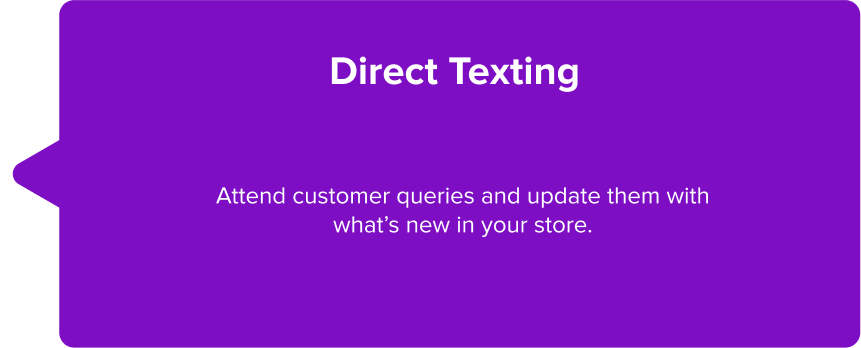 Direct Texting
Attend customer queries and update them with
what’s new in your store.